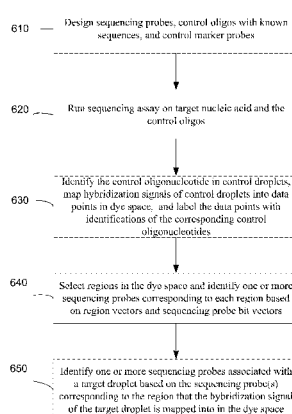 610
Design sequencing probes, control oligos with known
sequences, and control marker probes
620
Run sequencing assay on target nucleic acid and the
control oligos
630
Identify the control oligonucleotide in control droplets,
map hybridization signals of control droplets into data
points in dye space, and label the data points with
identifications of the corresponding control
oligonucleotides
640
Select regions in the dye space and identify one or more
sequencing probes corresponding to each region based
on region vectors and sequencing probe bit vectors
650
Identify one or more sequencing probes associated with
a target droplet based on the sequencing probe(s)
corresponding to the region that the hybridization signal
of the target droplet is mapped into in the dye space